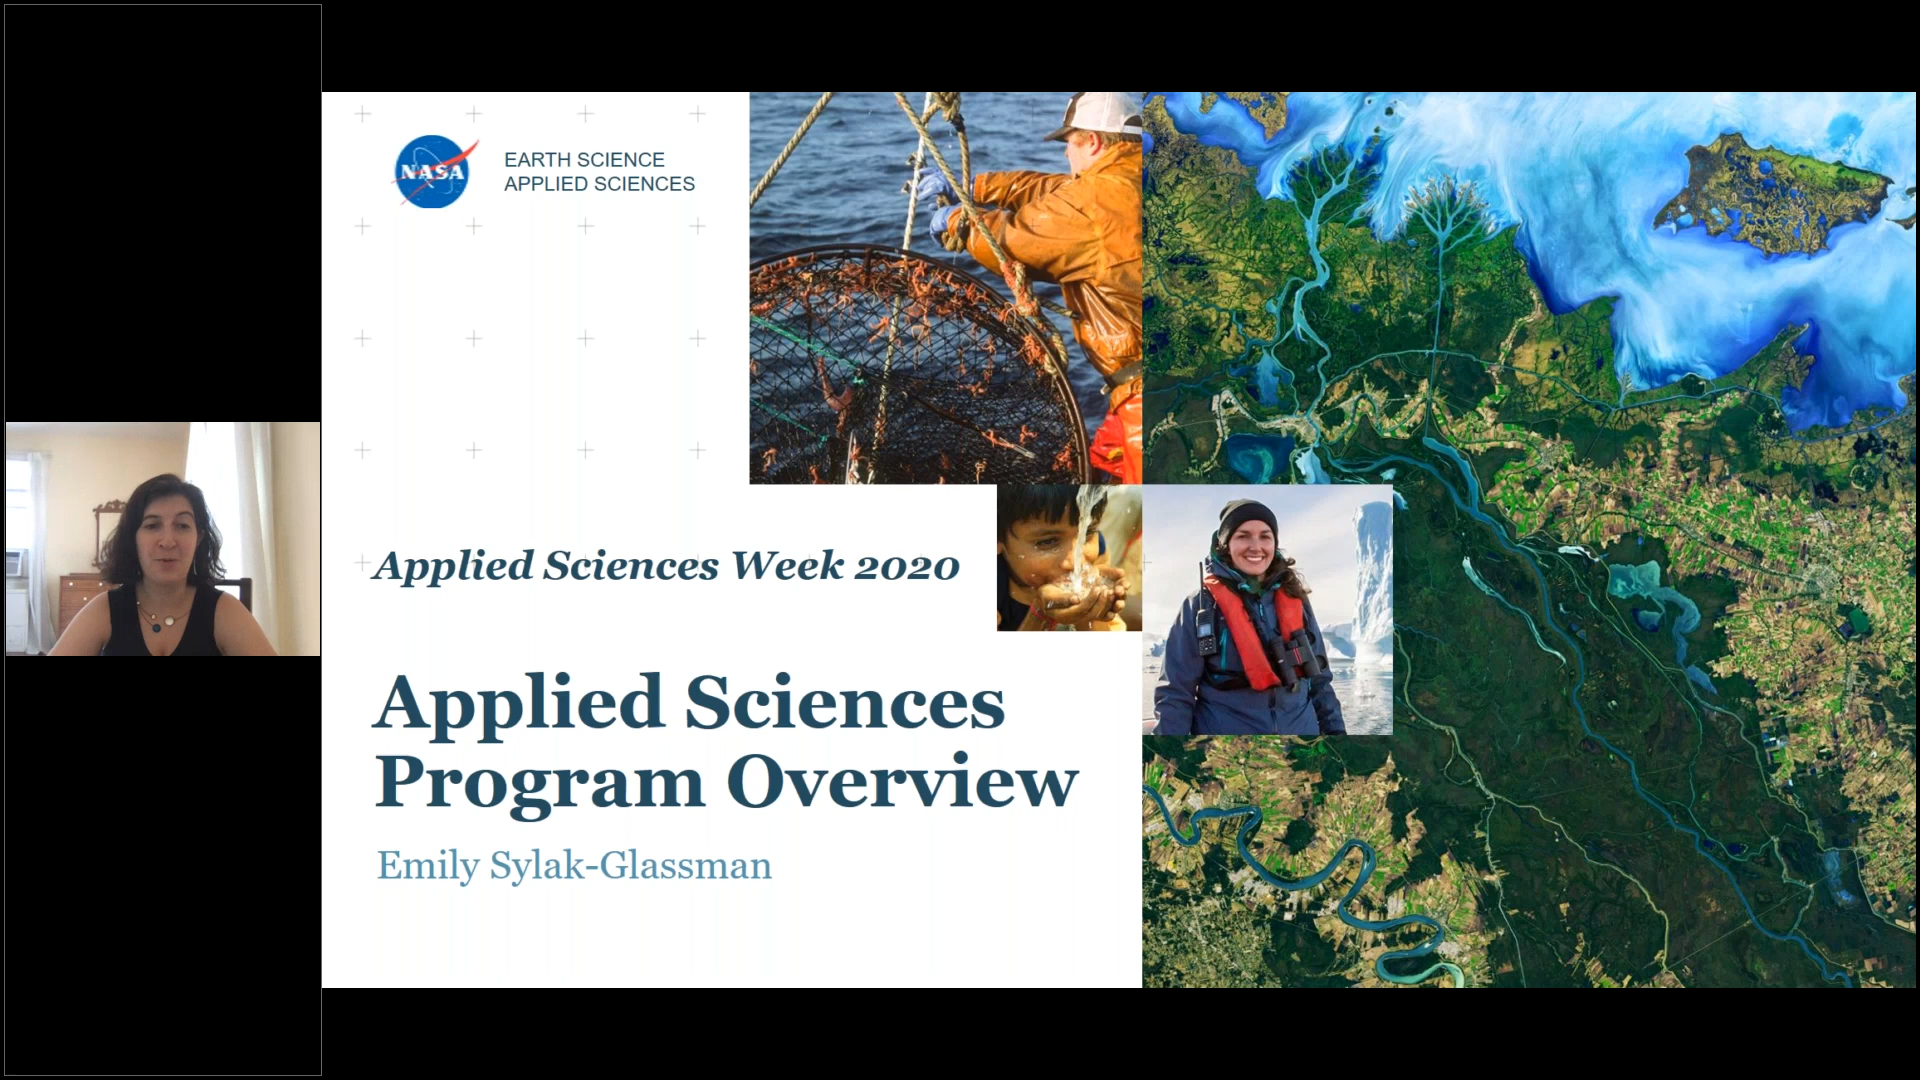 NASA
EARTH SCIENCE
APPLIED SCIENCES
Applied Sciences Week 2020
Applied Sciences
Program Overview
Emily Sylak-Glassman